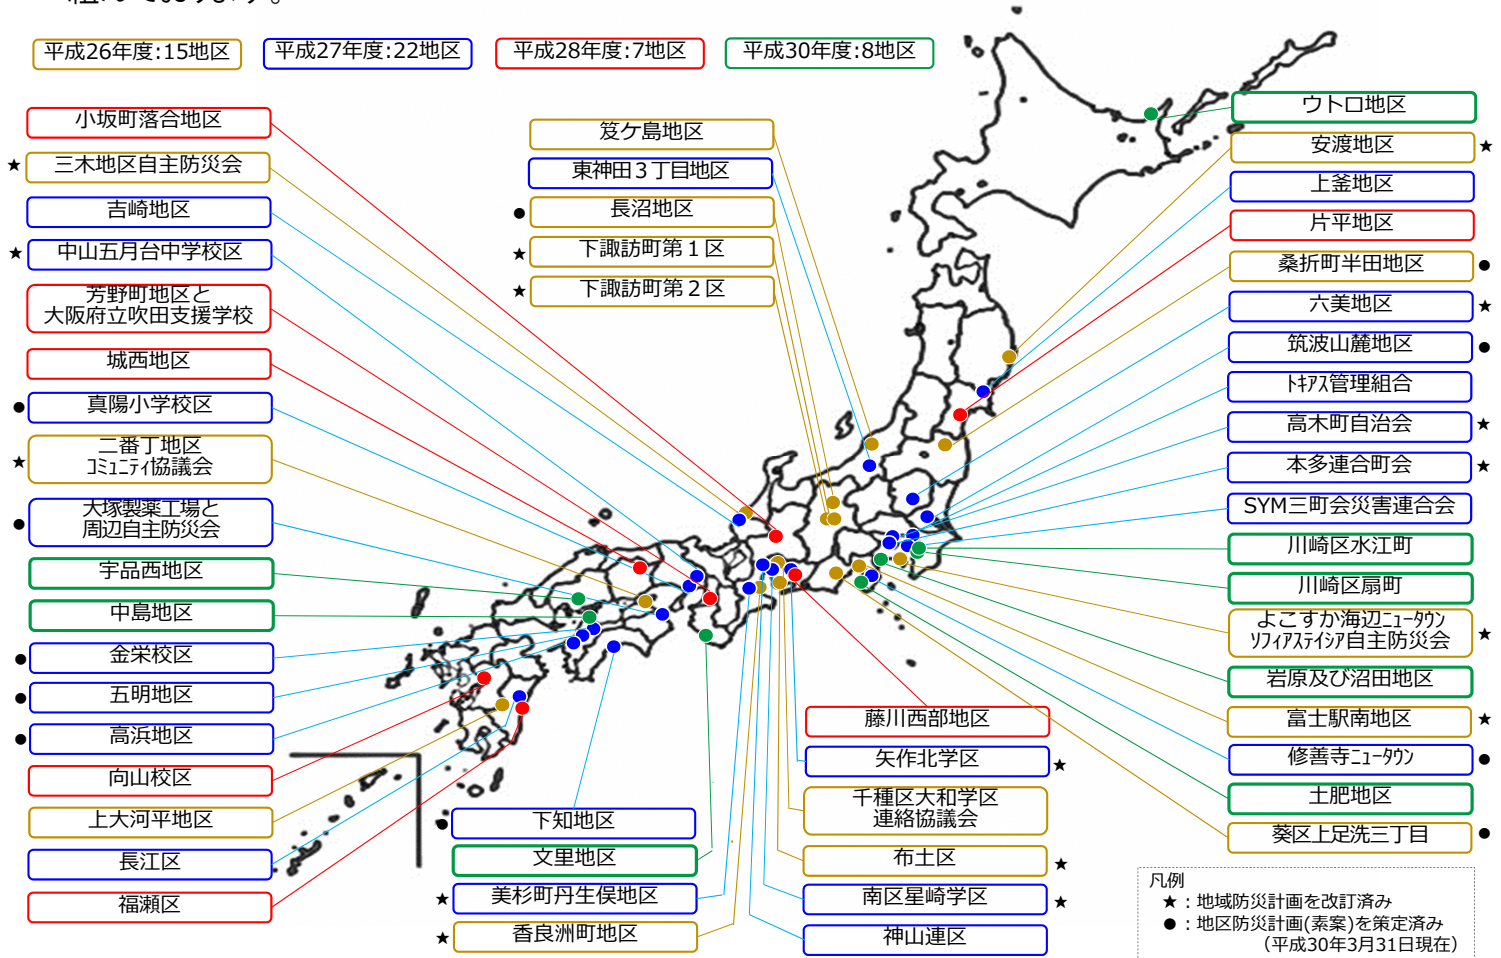 平成26年度:15地区
平成27年度:22地区
平成28年度:7地区
平成30年度:8地区
小坂町落合地区
★ 三木地区自主防災会
吉崎地区
★ 中山五月台中学校区
芳野町地区と
大阪府立吹田支援学校
城西地区
● 真陽小学校区
★ 二番丁地区
コミュニティ協議会
● 大塚製薬工場と
周辺自主防災会
宇品西地区
中島地区
● 金栄校区
● 五明地区
● 高浜地区
向山校区
上大河平地区
長江区
福瀬区
笈ケ島地区
東神田3丁目地区
● 長沼地区
★ 下諏訪町第1区
★ 下諏訪町第2区
● 下知地区
文里地区
★ 美杉町丹生俣地区
★ 香良洲町地区
藤川西部地区
矢作北学区 ★
千種区大和学区
連絡協議会
布土区 ★
南区星崎学区 ★
神山連区
ウトロ地区
安渡地区 ★
上釜地区
片平地区
桑折町半田地区 ●
六美地区 ★
筑波山麓地区 ●
トキアス管理組合
高木町自治会 ★
本多連合町会 ★
SYM三町会災害連合会
川崎区水江町
川崎区扇町
よこすか海辺ニュータウン
ソフィアステイシア自主防災会 ★
岩原及び沼田地区
富士駅南地区 ★
修善寺ニュータウン ●
土肥地区
葵区上足洗三丁目 ●
凡例
★:地域防災計画を改訂済み
●:地区防災計画(素案)を策定済み
(平成30年3月31日現在)